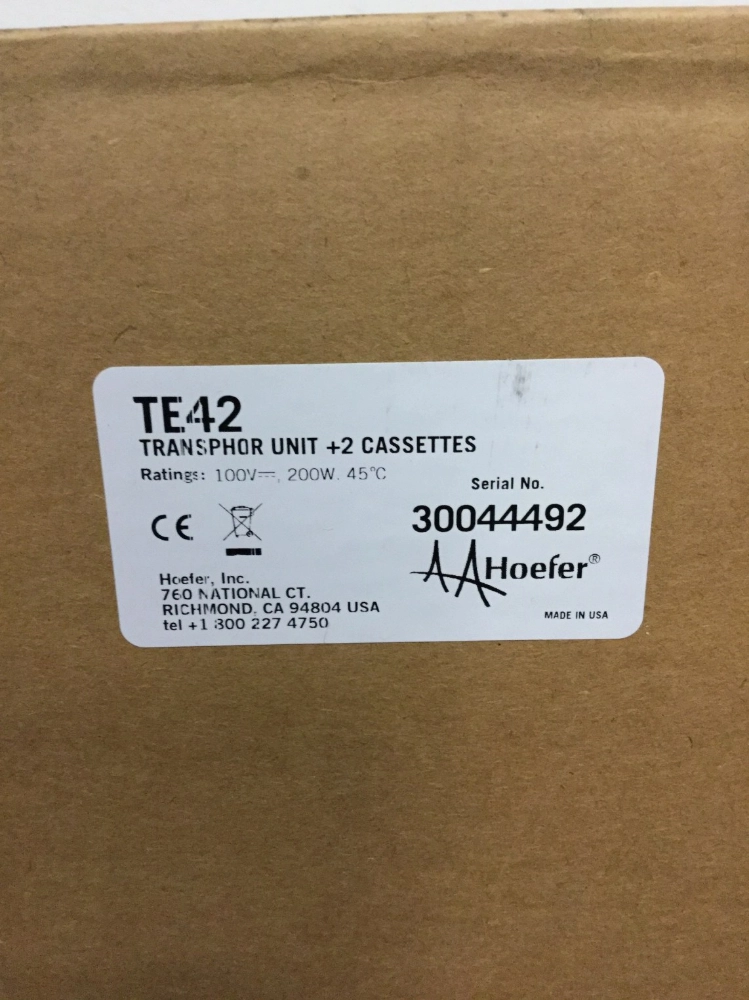 TE42
TRANSPHOR UNIT +2 CASSETTES
Ratings: 100V⎓, 200W. 45°C
Serial No.
30044492
CE
Hoefer®
Hoefer, Inc.
760 NATIONAL CT.
RICHMOND, CA 94804 USA
tel +1 800 227 4750
MADE IN USA